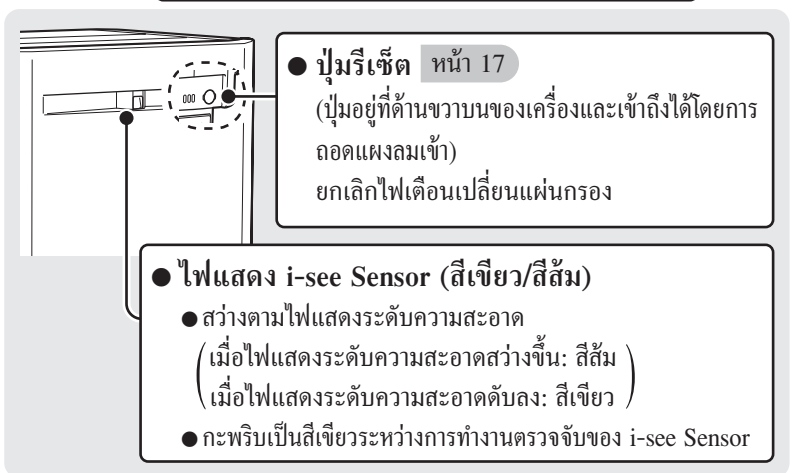 ● ปุ่มรีเซ็ต หน้า 17
(ปุ่มอยู่ที่ด้านขวาบนของเครื่องและเข้าถึงได้โดยการ
ถอดแผงลมเข้า)
ยกเลิกไฟเตือนเปลี่ยนแผ่นกรอง
● ไฟแสดง i-see Sensor (สีเขียว/สีส้ม)
● สว่างตามไฟแสดงระดับความสะอาด
(เมื่อไฟแสดงระดับความสะอาดสว่างขึ้น: สีส้ม
เมื่อไฟแสดงระดับความสะอาดดับลง: สีเขียว)
● กะพริบเป็นสีเขียวระหว่างการทำงานตรวจจับของ i-see Sensor